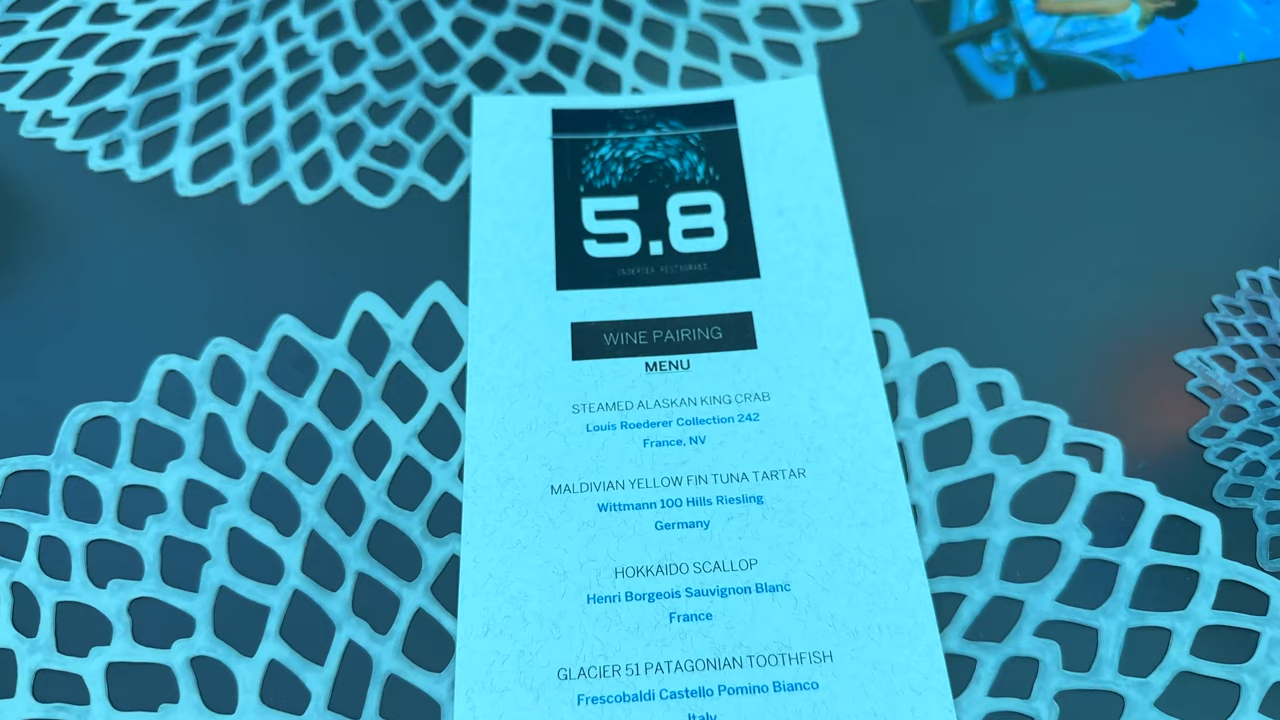 5.8
UNDERSEA RESTAURANT
WINE PAIRING
MENU
STEAMED ALASKAN KING CRAB
Louis Roederer Collection 242
France, NV
MALDIVIAN YELLOW FIN TUNA TARTAR
Wittmann 100 Hills Riesling
Germany
HOKKAIDO SCALLOP
Henri Borgeois Sauvignon Blanc
France
GLACIER 51 PATAGONIAN TOOTHFISH
Frescobaldi Castello Pomino Bianco
Italy